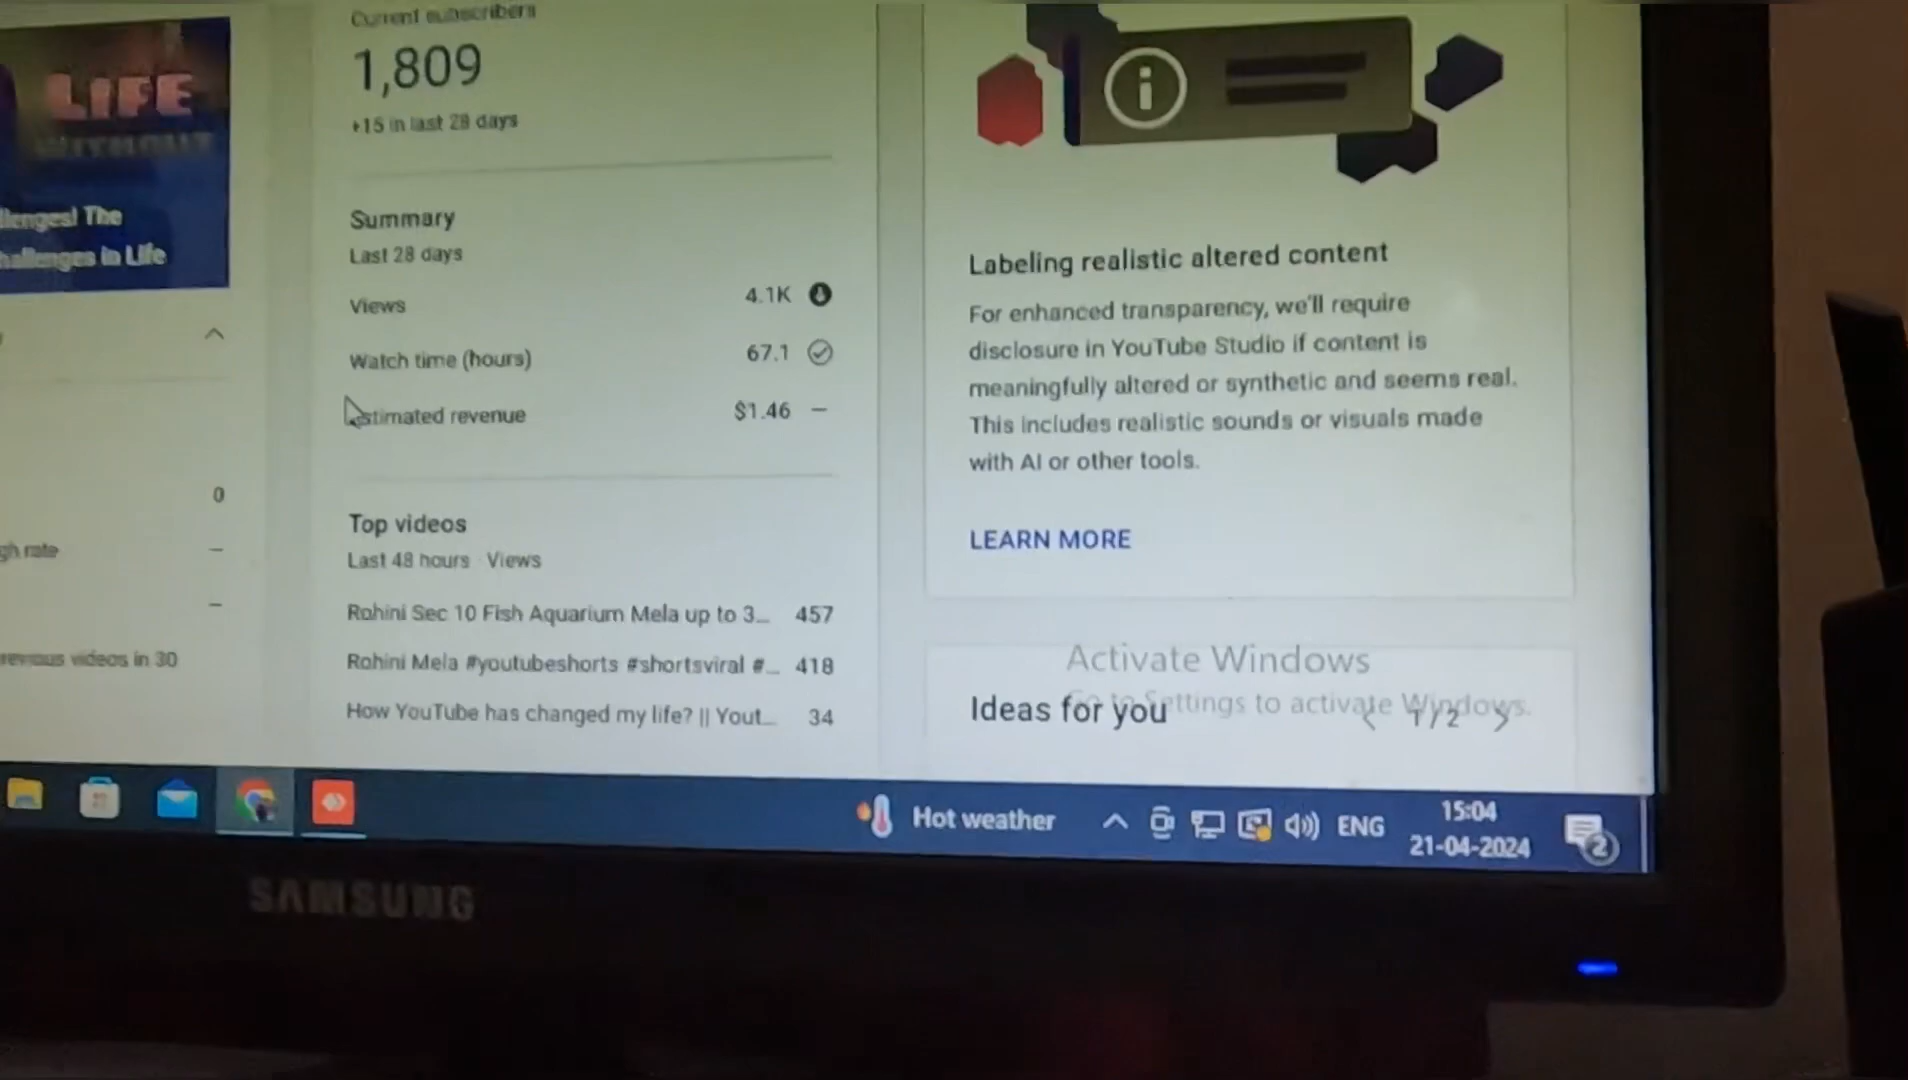 LIFE
WITHOUT
The
in Life
0
–
–
videos in 30
Current subscribers
1,809
+15 in last 28 days
Summary
Last 28 days
Views 4.1K
Watch time (hours) 67.1
stimated revenue $1.46 –
Top videos
Last 48 hours · Views
Rohini Sec 10 Fish Aquarium Mela up to 3... 457
Rohini Mela #youtubeshorts #shortsviral #... 418
How YouTube has changed my life? || Yout... 34
Labeling realistic altered content
For enhanced transparency, we'll require
disclosure in YouTube Studio if content is
meaningfully altered or synthetic and seems real.
This includes realistic sounds or visuals made
with AI or other tools.
LEARN MORE
Activate Windows
Go to Settings to activate Windows.
Ideas for you 1 / 2
Hot weather ENG 15:04
21-04-2024 2
SAMSUNG